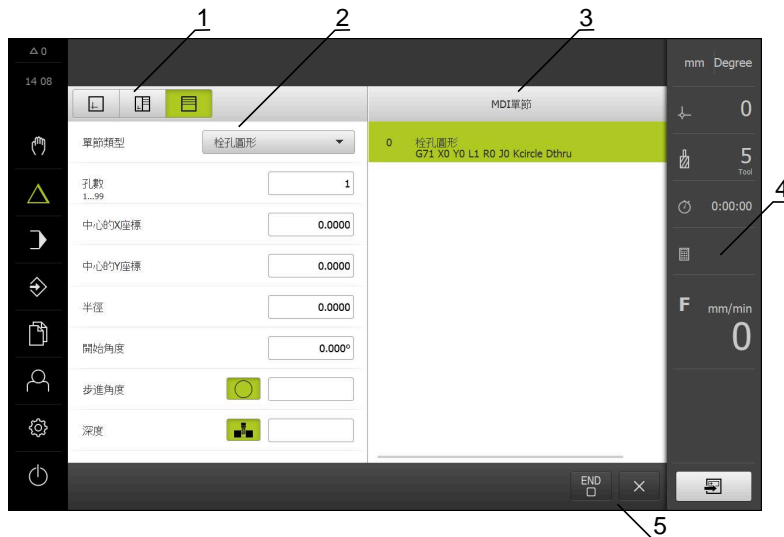 1
2
3
△ 0
14 08
mm Degree
MDI單節
0
單節類型
栓孔圓形
0 栓孔圓形
G71 X0 Y0 L1 R0 J0 Kcircle Dthru
5
Tool
孔數
1...99
1
4
0:00:00
中心的X座標
0.0000
中心的Y座標
0.0000
半徑
0.0000
F mm/min
0
開始角度
0.000°
步進角度
深度
END
5